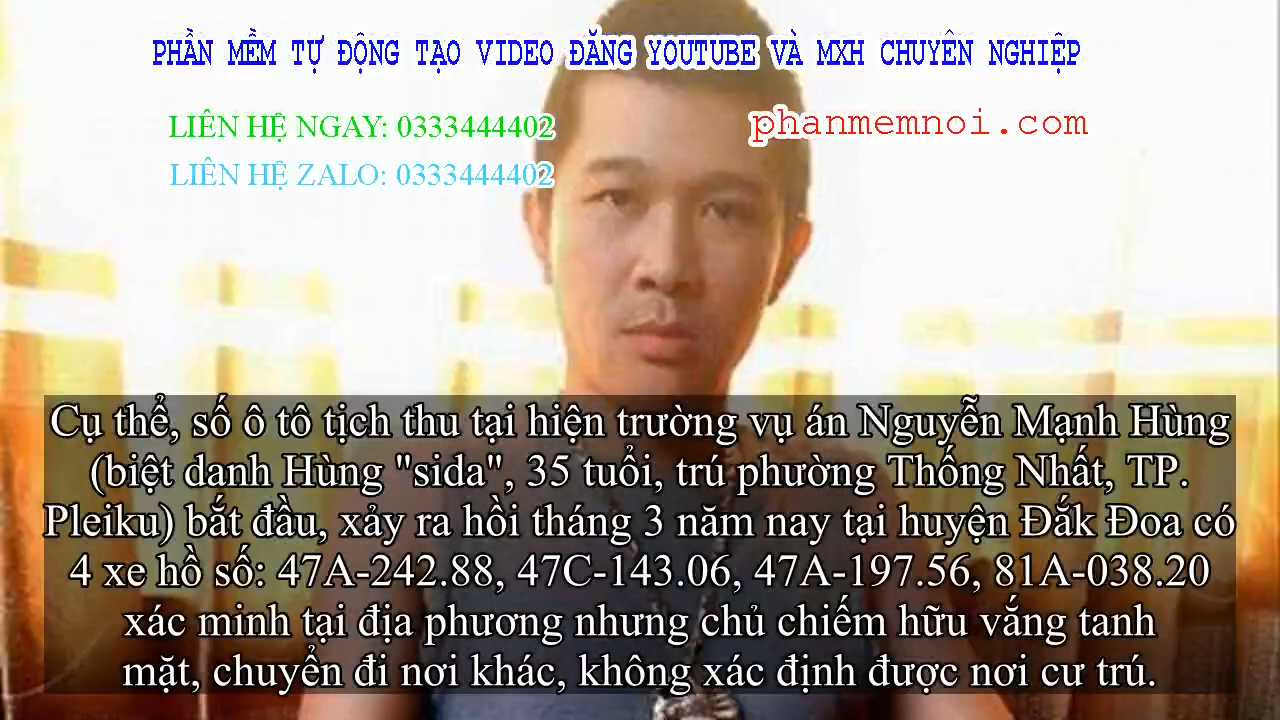 PHẦN MỀM TỰ ĐỘNG TẠO VIDEO ĐĂNG YOUTUBE VÀ MXH CHUYÊN NGHIỆP
LIÊN HỆ NGAY: 0333444402
phanmemnoi.com
LIÊN HỆ ZALO: 0333444402
Cụ thể, số ô tô tịch thu tại hiện trường vụ án Nguyễn Mạnh Hùng
(biệt danh Hùng "sida", 35 tuổi, trú phường Thống Nhất, TP.
Pleiku) bắt đầu, xảy ra hồi tháng 3 năm nay tại huyện Đắk Đoa có
4 xe hồ số: 47A-242.88, 47C-143.06, 47A-197.56, 81A-038.20
xác minh tại địa phương nhưng chủ chiếm hữu vắng tanh
mặt, chuyển đi nơi khác, không xác định được nơi cư trú.